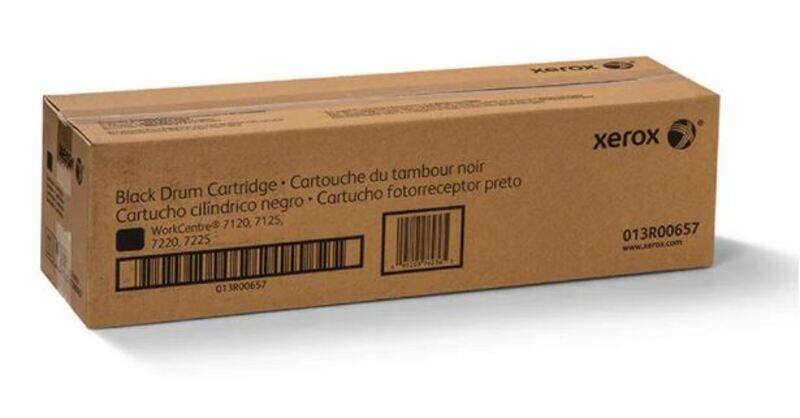 xerox
xerox
Black Drum Cartridge • Cartouche du tambour noir
Cartucho cilíndrico negro • Cartucho fotorreceptor preto
WorkCentre® 7120, 7125,
7220, 7225
013R00657
013R00657
www.xerox.com